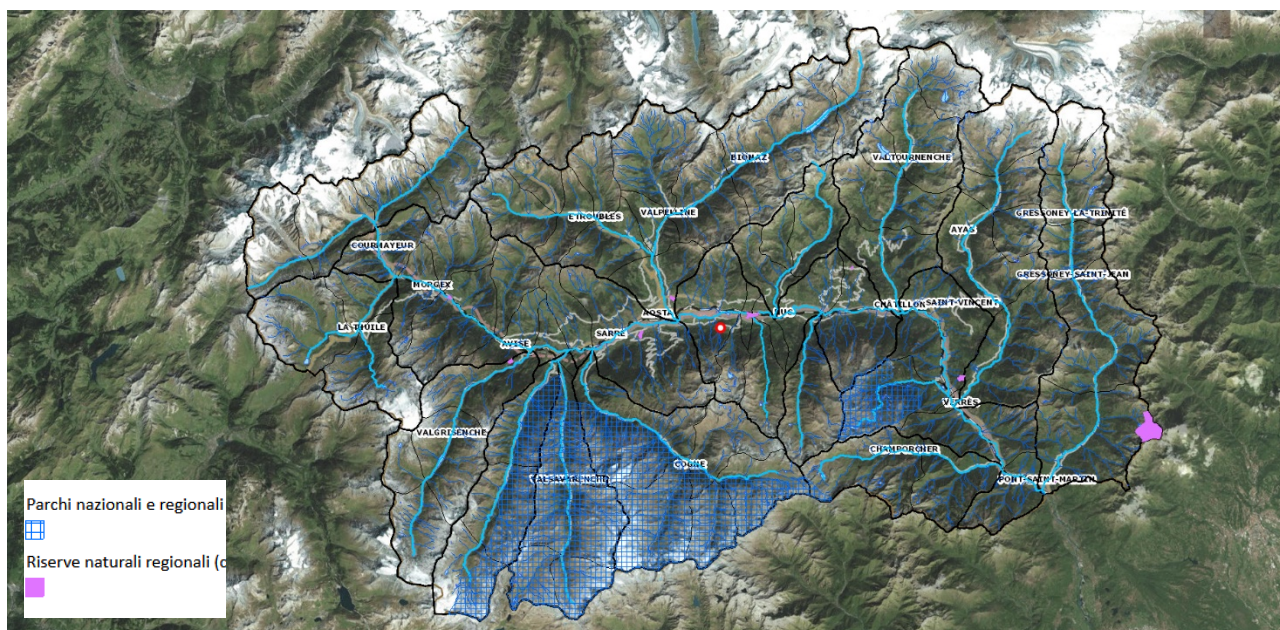 BIONAZ
VALTOURNENCHE
ETROUBLES
VALPELLINE
GRESSONEY-LA-TRINITÉ
AYAS
COURMAYEUR
GRESSONEY-SAINT-JEAN
MORGEX
CHÂTILLON
SAINT-VINCENT
AOSTA
NUS
LA THUILE
SARRE
AVISE
VERRÈS
VALGRISENCHE
CHAMPORCHER
COGNE
VALSAVARENCHE
PONT-SAINT-MARTIN
Parchi nazionali e regionali
Riserve naturali regionali (